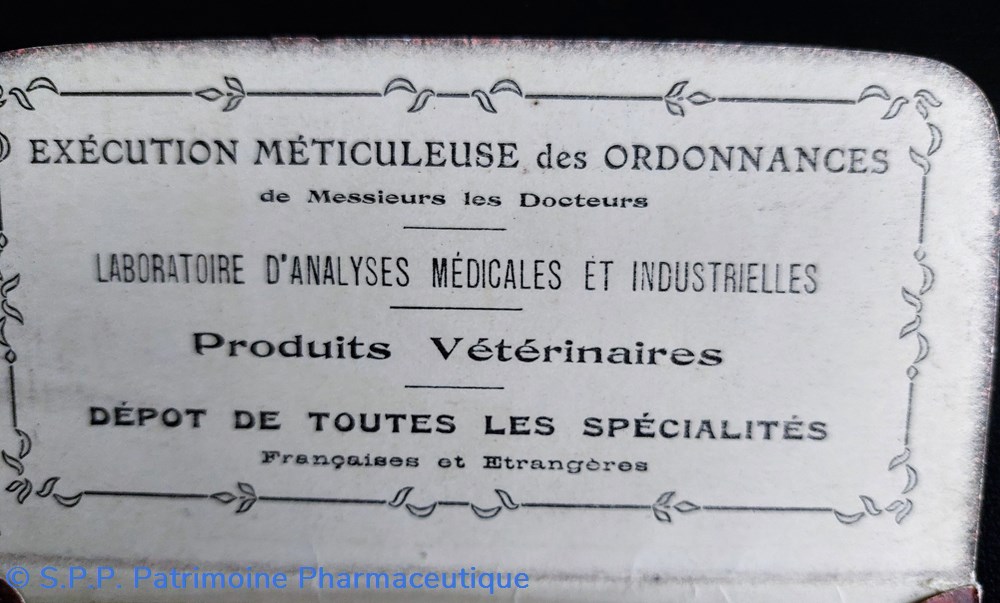 EXÉCUTION MÉTICULEUSE des ORDONNANCES
de Messieurs les Docteurs
LABORATOIRE D'ANALYSES MÉDICALES ET INDUSTRIELLES
Produits Vétérinaires
DÉPOT DE TOUTES LES SPÉCIALITÉS
Françaises et Etrangères
© S.P.P. Patrimoine Pharmaceutique